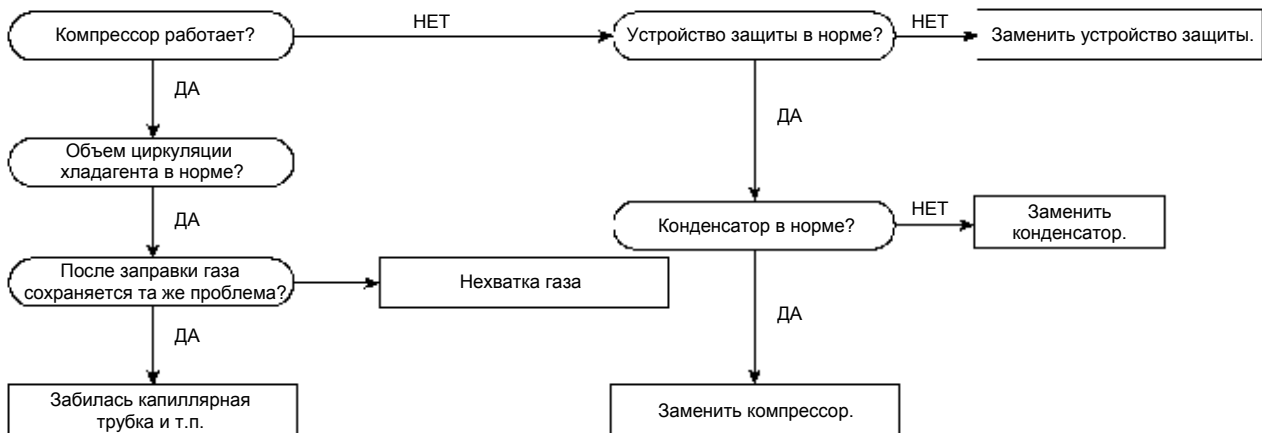 Компрессор работает?
НЕТ
Устройство защиты в норме?
НЕТ
Заменить устройство защиты.
ДА
ДА
Объем циркуляции
хладагента в норме?
ДА
Конденсатор в норме?
НЕТ
Заменить
конденсатор.
После заправки газа
сохраняется та же проблема?
Нехватка газа
ДА
ДА
Забилась капиллярная
трубка и т.п.
Заменить компрессор.